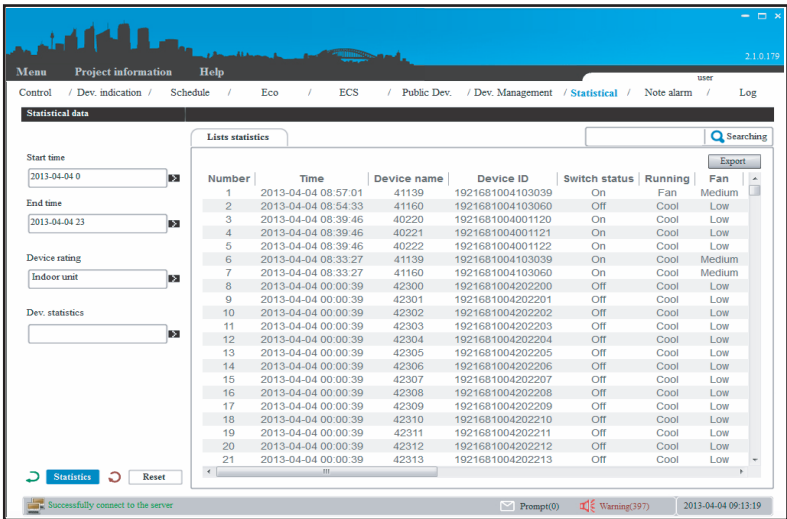 2.1.0.179
Menu Project information Help
user
Control / Dev. indication / Schedule / Eco / ECS / Public Dev. / Dev. Management / Statistical / Note alarm / Log
Statistical data
Lists statistics
Searching
Export
Start time
2013-04-04 0
End time
2013-04-04 23
Device rating
Indoor unit
Dev. statistics
Number Time Device name Device ID Switch status Running Fan
1 2013-04-04 08:57:01 41139 1921681004103039 On Fan Medium
2 2013-04-04 08:54:33 41160 1921681004103060 Off Cool Low
3 2013-04-04 08:39:46 40220 1921681004001120 On Cool Low
4 2013-04-04 08:39:46 40221 1921681004001121 On Cool Low
5 2013-04-04 08:39:46 40222 1921681004001122 On Cool Low
6 2013-04-04 08:33:27 41139 1921681004103039 On Cool Medium
7 2013-04-04 08:33:27 41160 1921681004103060 On Cool Medium
8 2013-04-04 00:00:39 42300 1921681004202200 Off Cool Low
9 2013-04-04 00:00:39 42301 1921681004202201 Off Cool Low
10 2013-04-04 00:00:39 42302 1921681004202202 Off Cool Low
11 2013-04-04 00:00:39 42303 1921681004202203 Off Cool Low
12 2013-04-04 00:00:39 42304 1921681004202204 Off Cool Low
13 2013-04-04 00:00:39 42305 1921681004202205 Off Cool Low
14 2013-04-04 00:00:39 42306 1921681004202206 Off Cool Low
15 2013-04-04 00:00:39 42307 1921681004202207 Off Cool Low
16 2013-04-04 00:00:39 42308 1921681004202208 Off Cool Low
17 2013-04-04 00:00:39 42309 1921681004202209 Off Cool Low
18 2013-04-04 00:00:39 42310 1921681004202210 Off Cool Low
19 2013-04-04 00:00:39 42311 1921681004202211 Off Cool Low
20 2013-04-04 00:00:39 42312 1921681004202212 Off Cool Low
21 2013-04-04 00:00:39 42313 1921681004202213 Off Cool Low
Statistics Reset
Successfully connect to the server Prompt(0) Warning(397) 2013-04-04 09:13:19